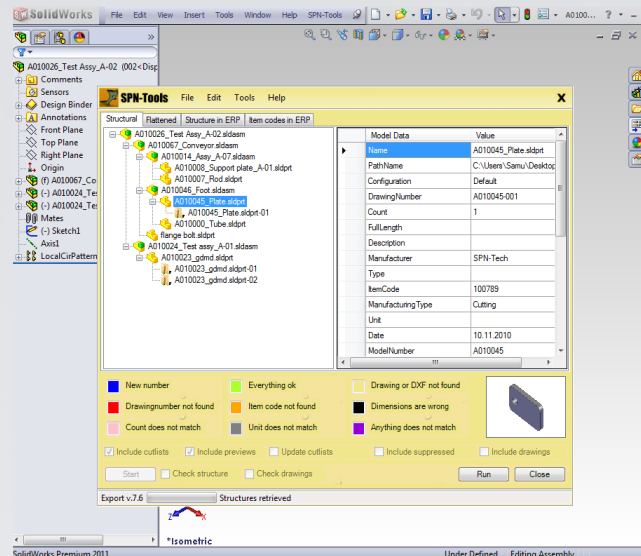 SolidWorks File Edit View Insert Tools Window Help SPN-Tools A0100... ?
A010026_Test Assy_A-02 (002<Disp
Comments
Sensors
Design Binder
Annotations
Front Plane
Top Plane
Right Plane
Origin
(f) A010067_Co
(-) A010024_Tes
(-) A010024_Tes
Mates
(-) Sketch1
Axis1
LocalCirPattern
SPN-Tools File Edit Tools Help X
Structural Flattened Structure in ERP Item codes in ERP
A010026_Test Assy_A-02.sldasm
A010067_Conveyor.sldasm
A010014_Assy_A-07.sldasm
A010008_Support plate_A-01.sldprt
A010007_Rod.sldprt
A010046_Foot.sldasm
A010045_Plate.sldprt
A010045_Plate.sldprt-01
A010000_Tube.sldprt
flange bolt.sldprt
A010024_Test assy_A-01.sldasm
A010023_gdmd.sldprt
A010023_gdmd.sldprt-01
A010023_gdmd.sldprt-02
Model Data Value
Name A010045_Plate.sldprt
PathName C:\Users\Samu\Desktop
Configuration Default
DrawingNumber A010045-001
Count 1
FullLength
Description
Manufacturer SPN-Tech
Type
ItemCode 100789
ManufacturingType Cutting
Unit
Date 10.11.2010
ModelNumber A010045
New number Everything ok Drawing or DXF not found
Drawingnumber not found Item code not found Dimensions are wrong
Count does not match Unit does not match Anything does not match
Include cutlists Include previews Update cutlists Include suppressed Include drawings
Start Check structure Check drawings Run Close
Export v.7.6 Structures retrieved
Z X
*Isometric
SolidWorks Premium 2011 Under Defined Editing Assembly